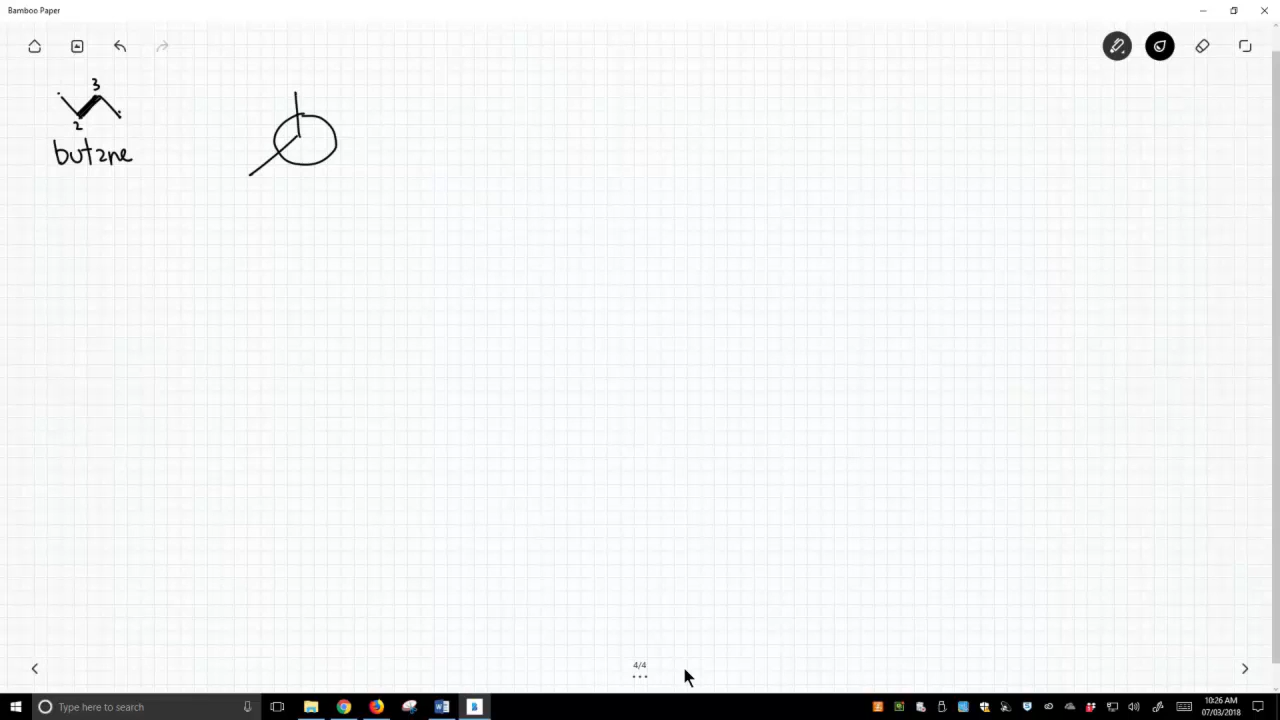 Bamboo Paper
3
2
butane
4/4
Type here to search
10:26 AM
07/03/2018